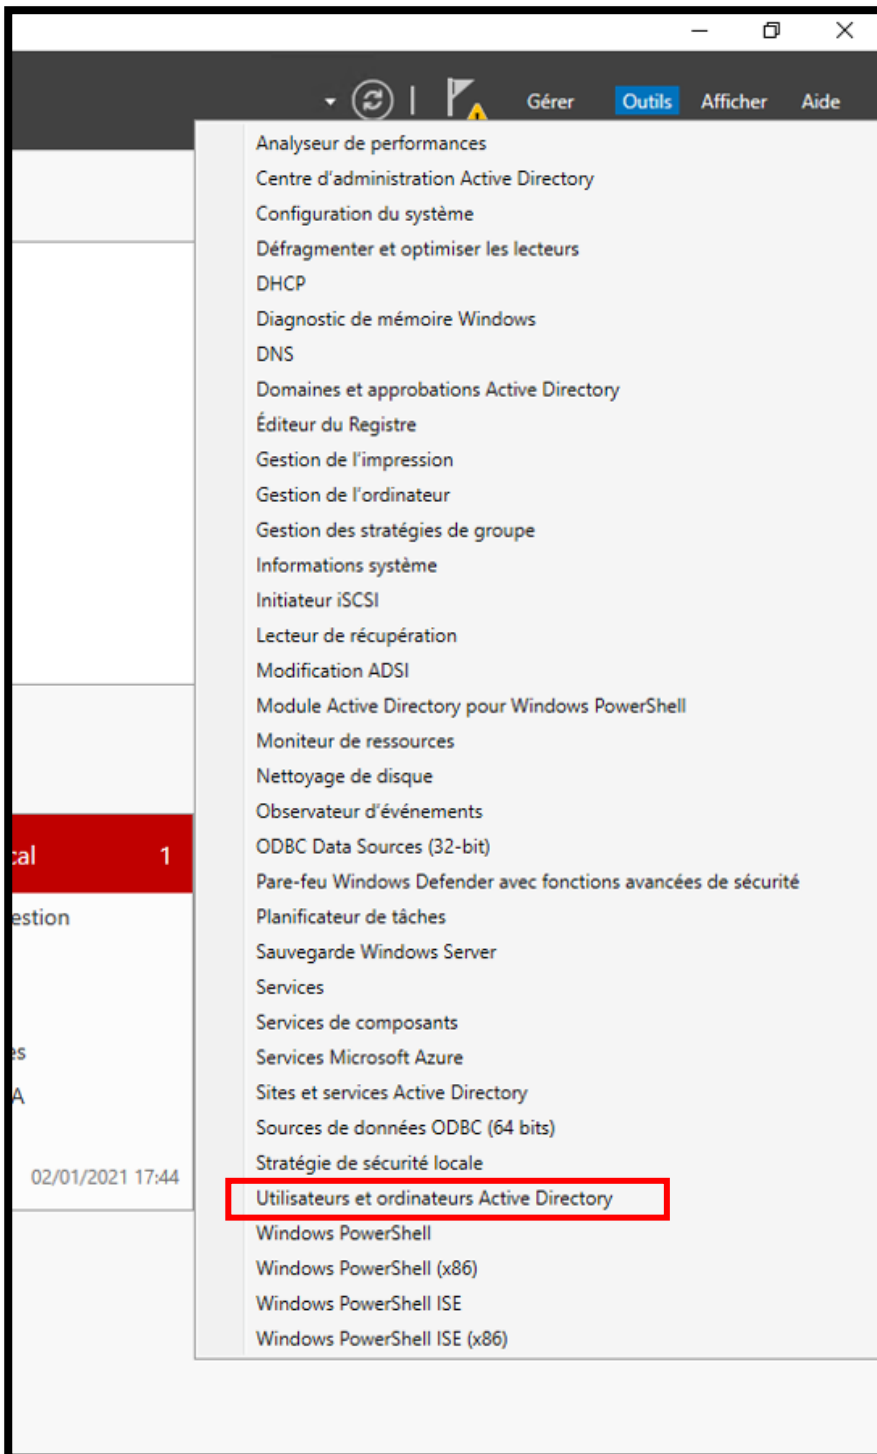 Gérer Outils Afficher Aide
Analyseur de performances
Centre d'administration Active Directory
Configuration du système
Défragmenter et optimiser les lecteurs
DHCP
Diagnostic de mémoire Windows
DNS
Domaines et approbations Active Directory
Éditeur du Registre
Gestion de l'impression
Gestion de l'ordinateur
Gestion des stratégies de groupe
Informations système
Initiateur iSCSI
Lecteur de récupération
Modification ADSI
Module Active Directory pour Windows PowerShell
Moniteur de ressources
Nettoyage de disque
Observateur d'événements
ODBC Data Sources (32-bit)
Pare-feu Windows Defender avec fonctions avancées de sécurité
Planificateur de tâches
Sauvegarde Windows Server
Services
Services de composants
Services Microsoft Azure
Sites et services Active Directory
Sources de données ODBC (64 bits)
Stratégie de sécurité locale
Utilisateurs et ordinateurs Active Directory
Windows PowerShell
Windows PowerShell (x86)
Windows PowerShell ISE
Windows PowerShell ISE (x86)
cal 1
estion
es
A
02/01/2021 17:44